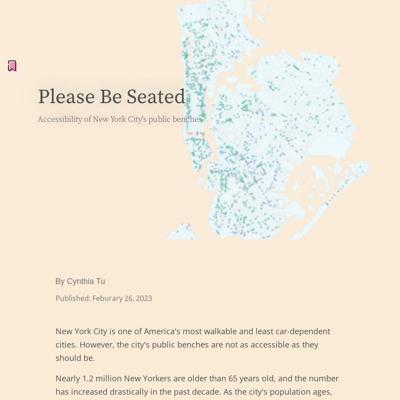 Please Be Seated
Accessibility of New York City's public benches
By Cynthia Tu
Published: Feburary 26, 2023
New York City is one of America's most walkable and least car-dependent
cities. However, the city's public benches are not as accessible as they
should be.
Nearly 1.2 million New Yorkers are older than 65 years old, and the number
has increased drastically in the past decade. As the city's population ages,